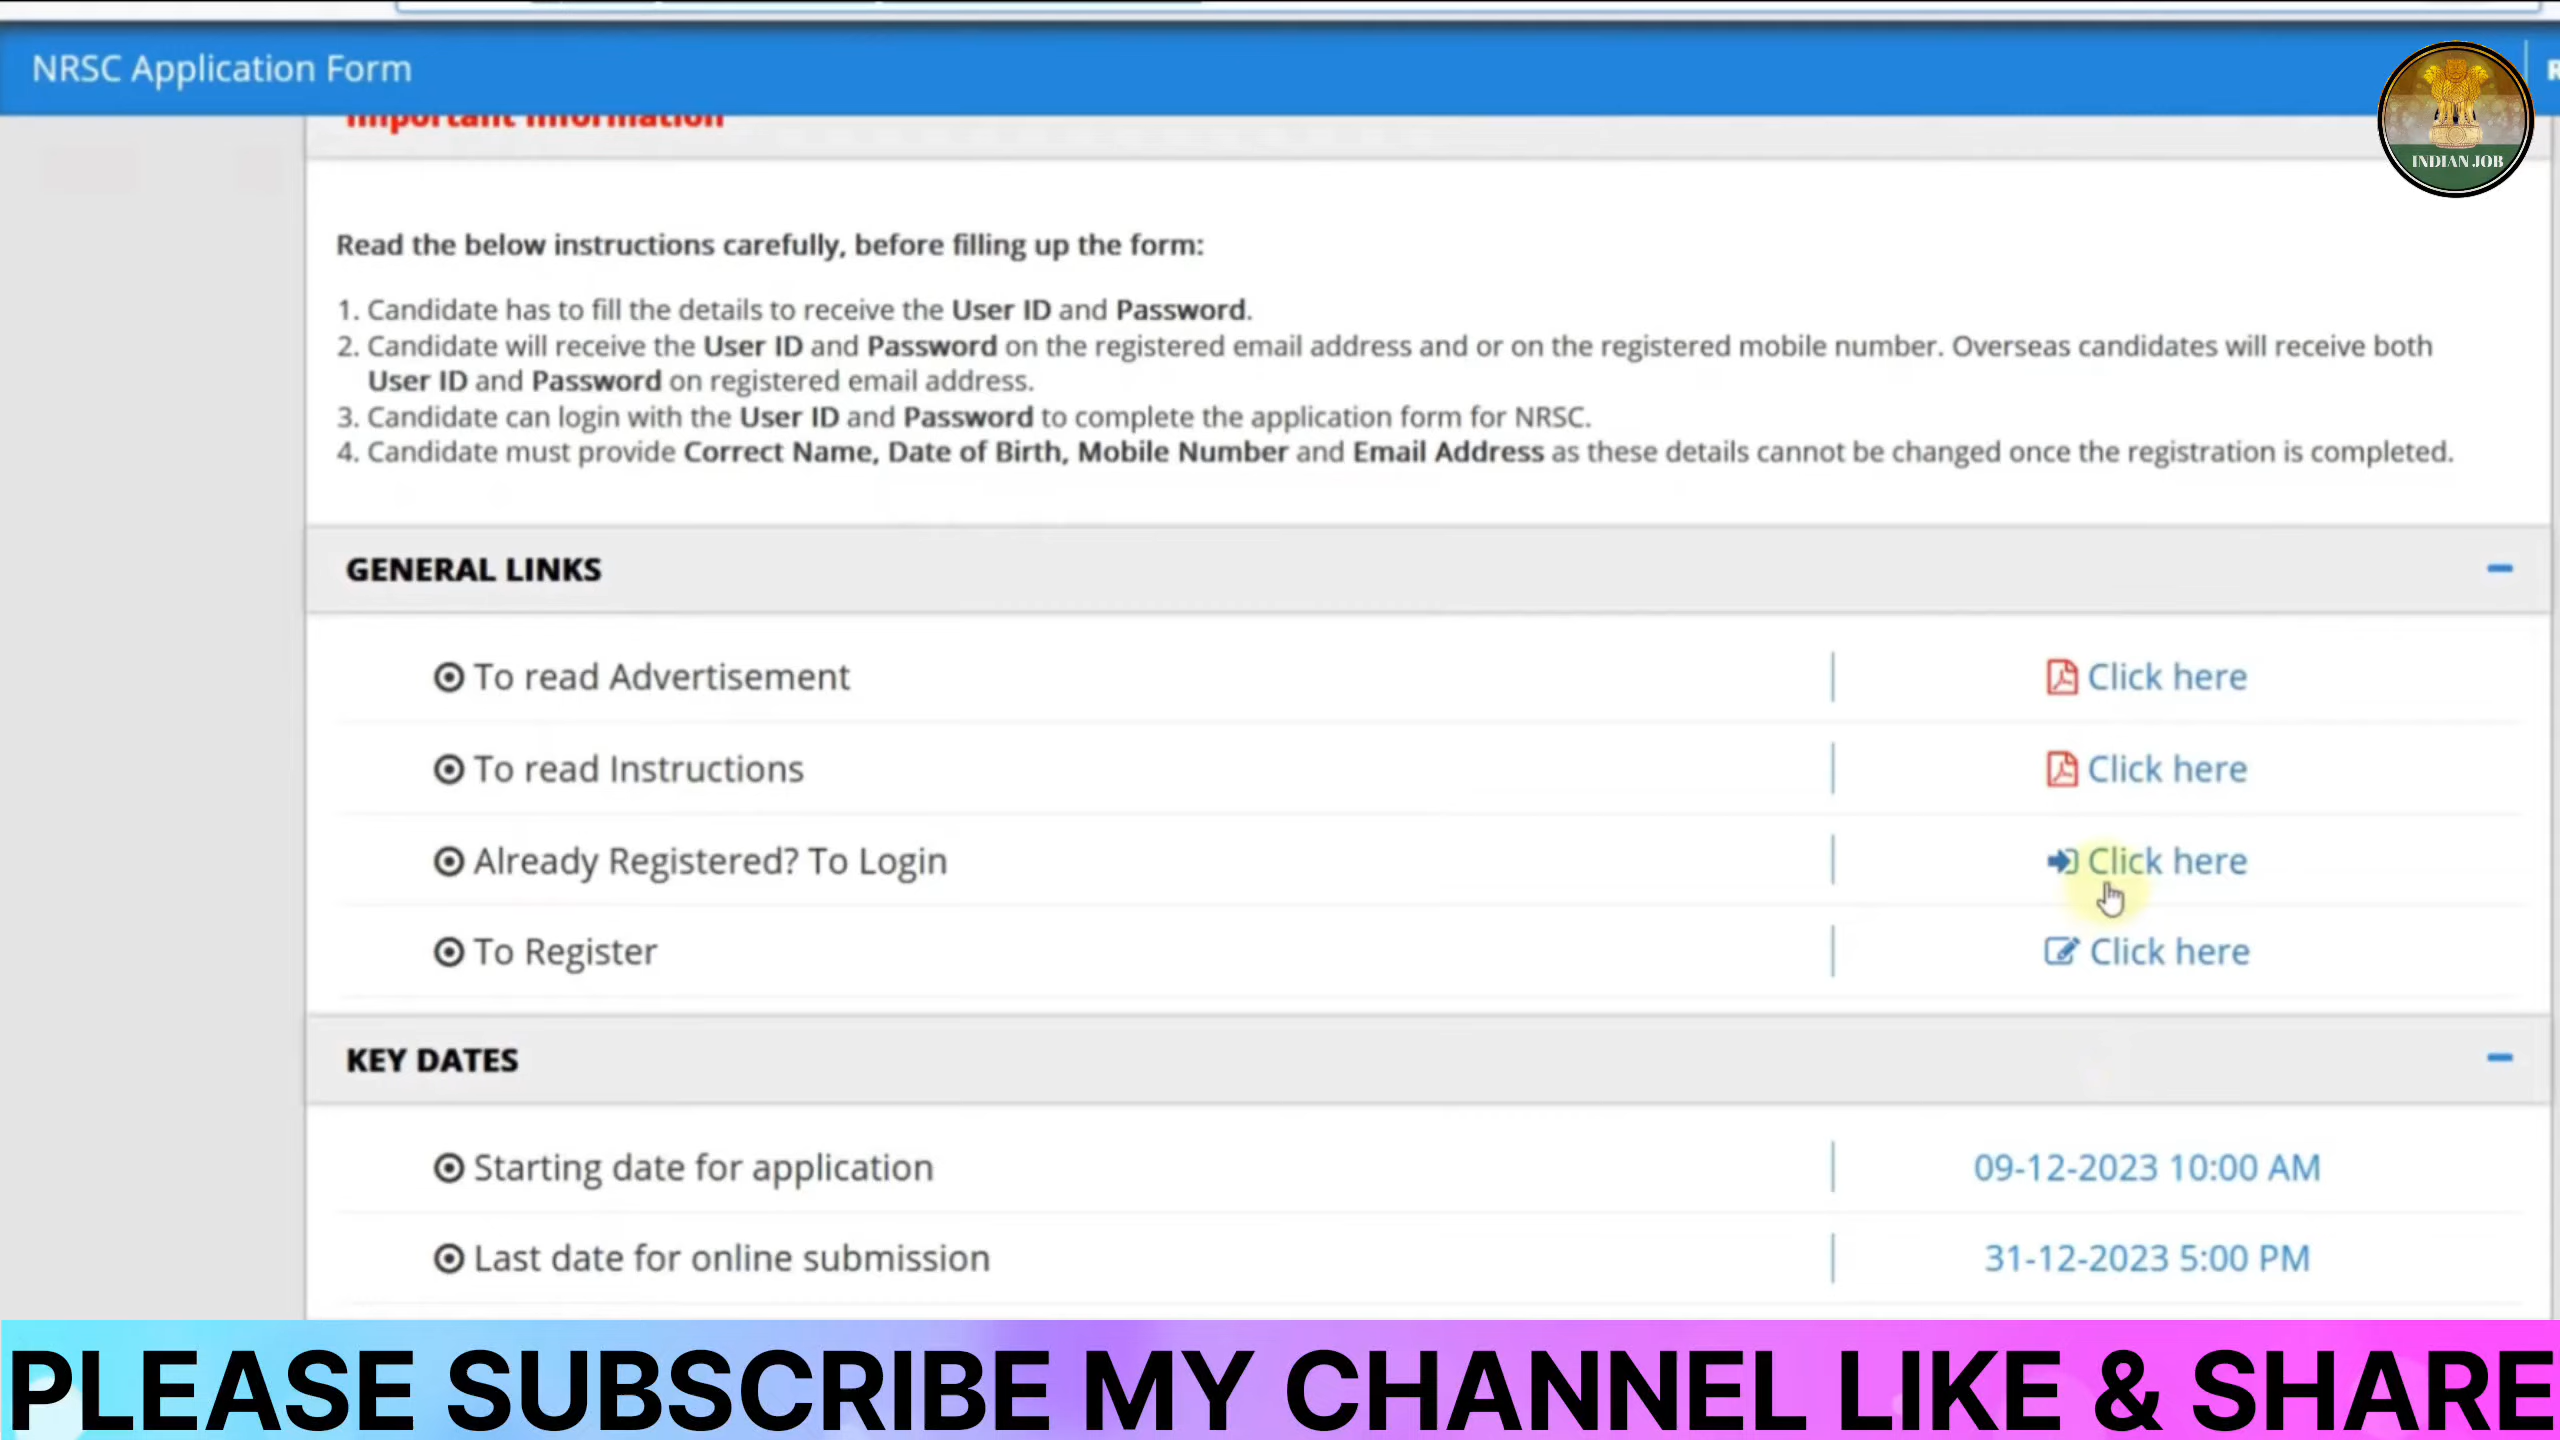 NRSC Application Form
Important Information
INDIAN JOB
Read the below instructions carefully, before filling up the form:
1. Candidate has to fill the details to receive the User ID and Password.
2. Candidate will receive the User ID and Password on the registered email address and or on the registered mobile number. Overseas candidates will receive both
User ID and Password on registered email address.
3. Candidate can login with the User ID and Password to complete the application form for NRSC.
4. Candidate must provide Correct Name, Date of Birth, Mobile Number and Email Address as these details cannot be changed once the registration is completed.
GENERAL LINKS
To read Advertisement Click here
To read Instructions Click here
Already Registered? To Login Click here
To Register Click here
KEY DATES
Starting date for application 09-12-2023 10:00 AM
Last date for online submission 31-12-2023 5:00 PM
PLEASE SUBSCRIBE MY CHANNEL LIKE & SHARE